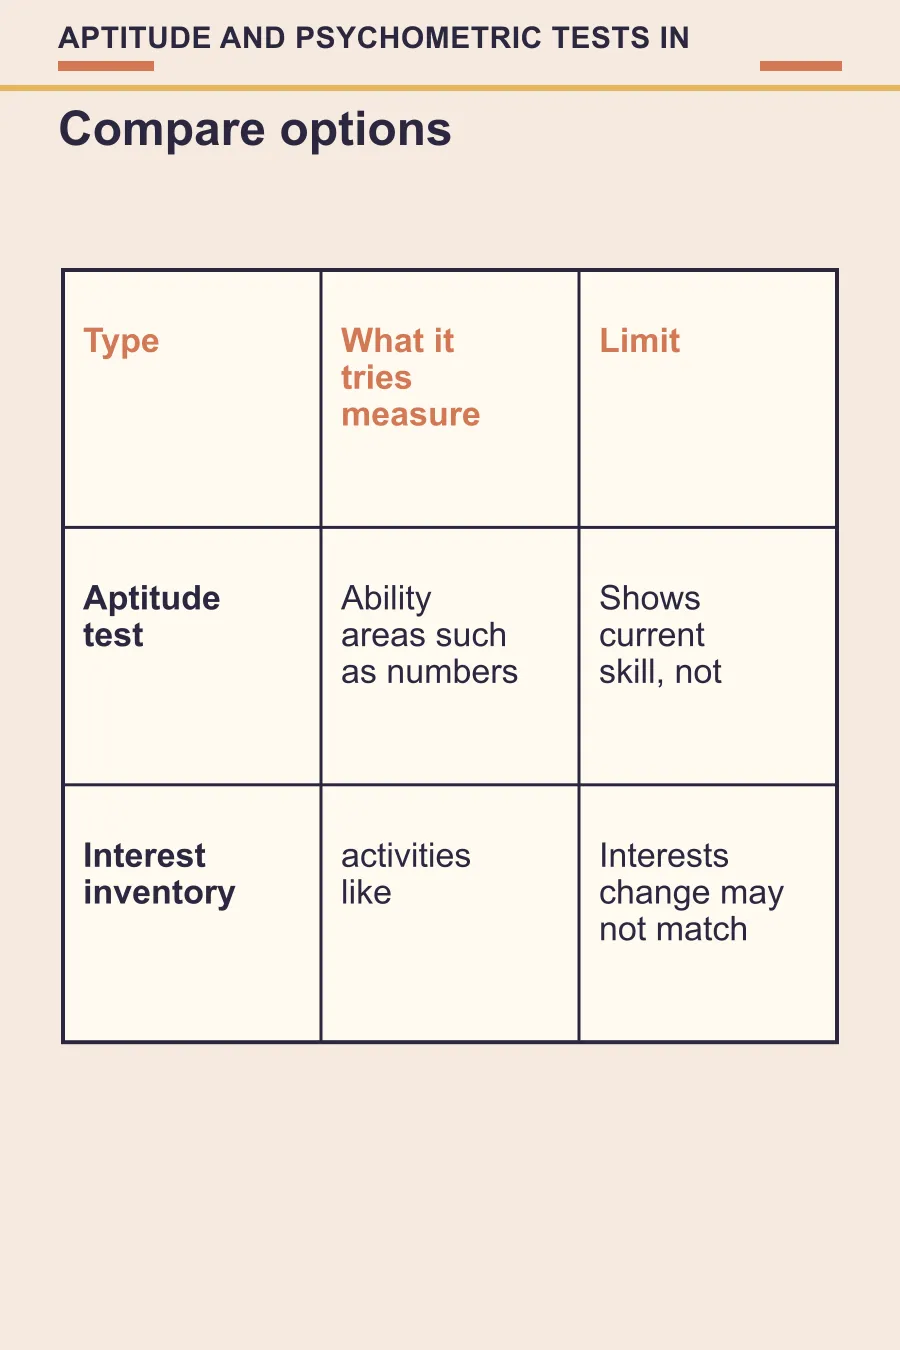 APTITUDE AND PSYCHOMETRIC TESTS IN
Compare options
Type
What it
tries
measure
Limit
Aptitude
test
Ability
areas such
as numbers
Shows
current
skill, not
Interest
inventory
activities
like
Interests
change may
not match